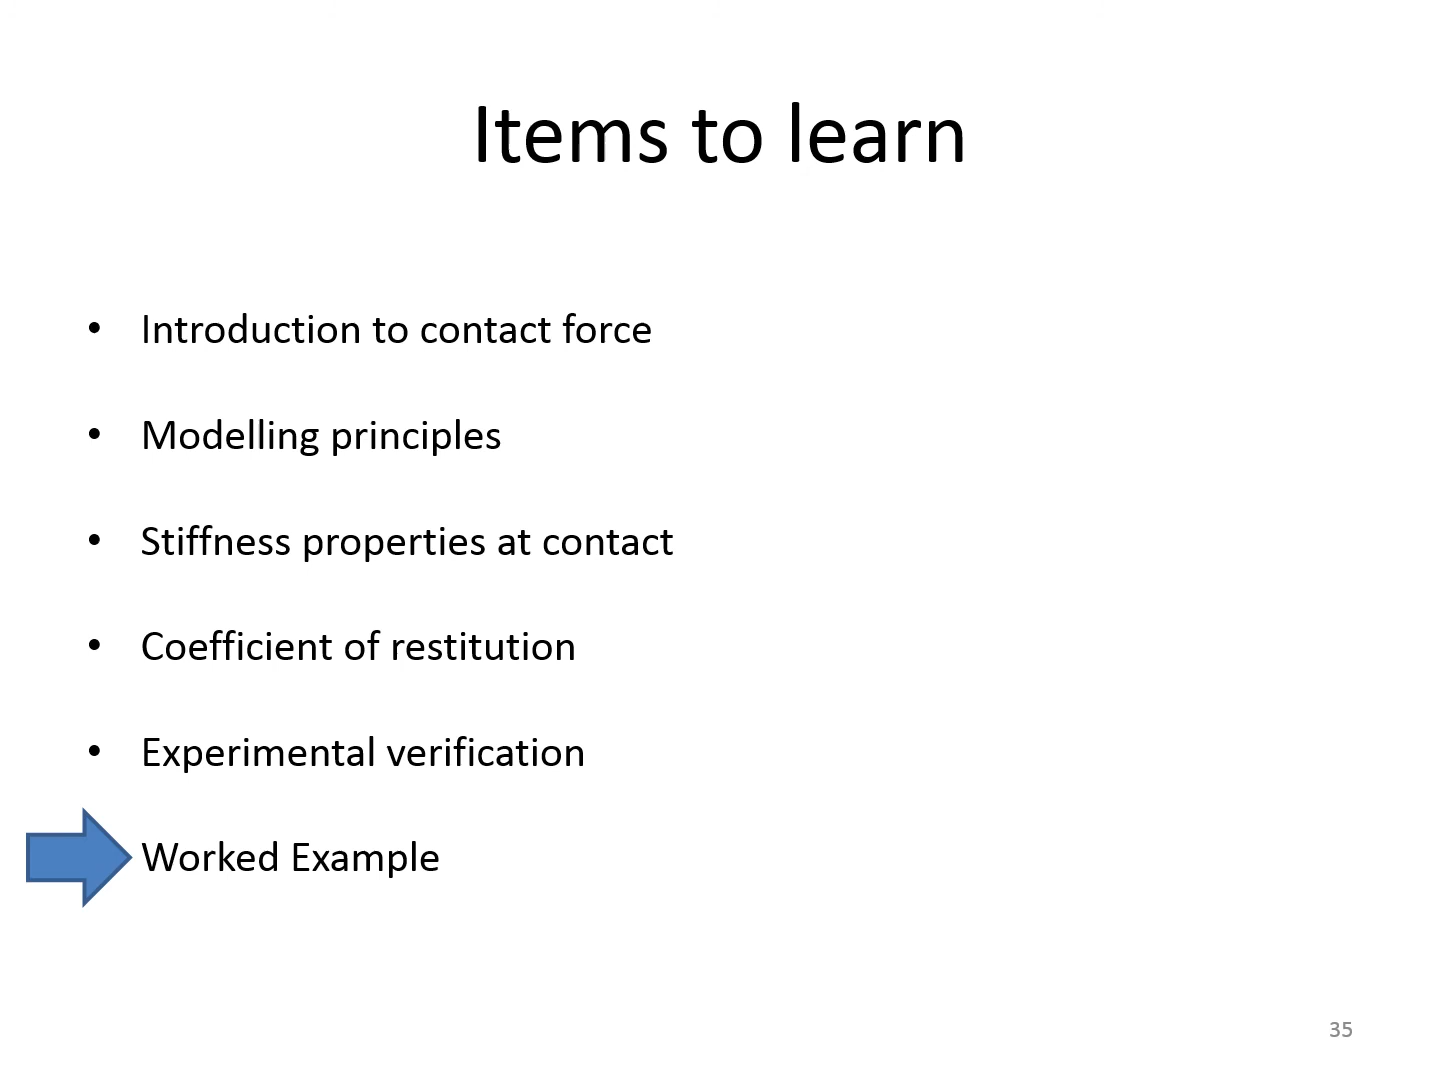 Items to learn
• Introduction to contact force
• Modelling principles
• Stiffness properties at contact
• Coefficient of restitution
• Experimental verification
Worked Example
35